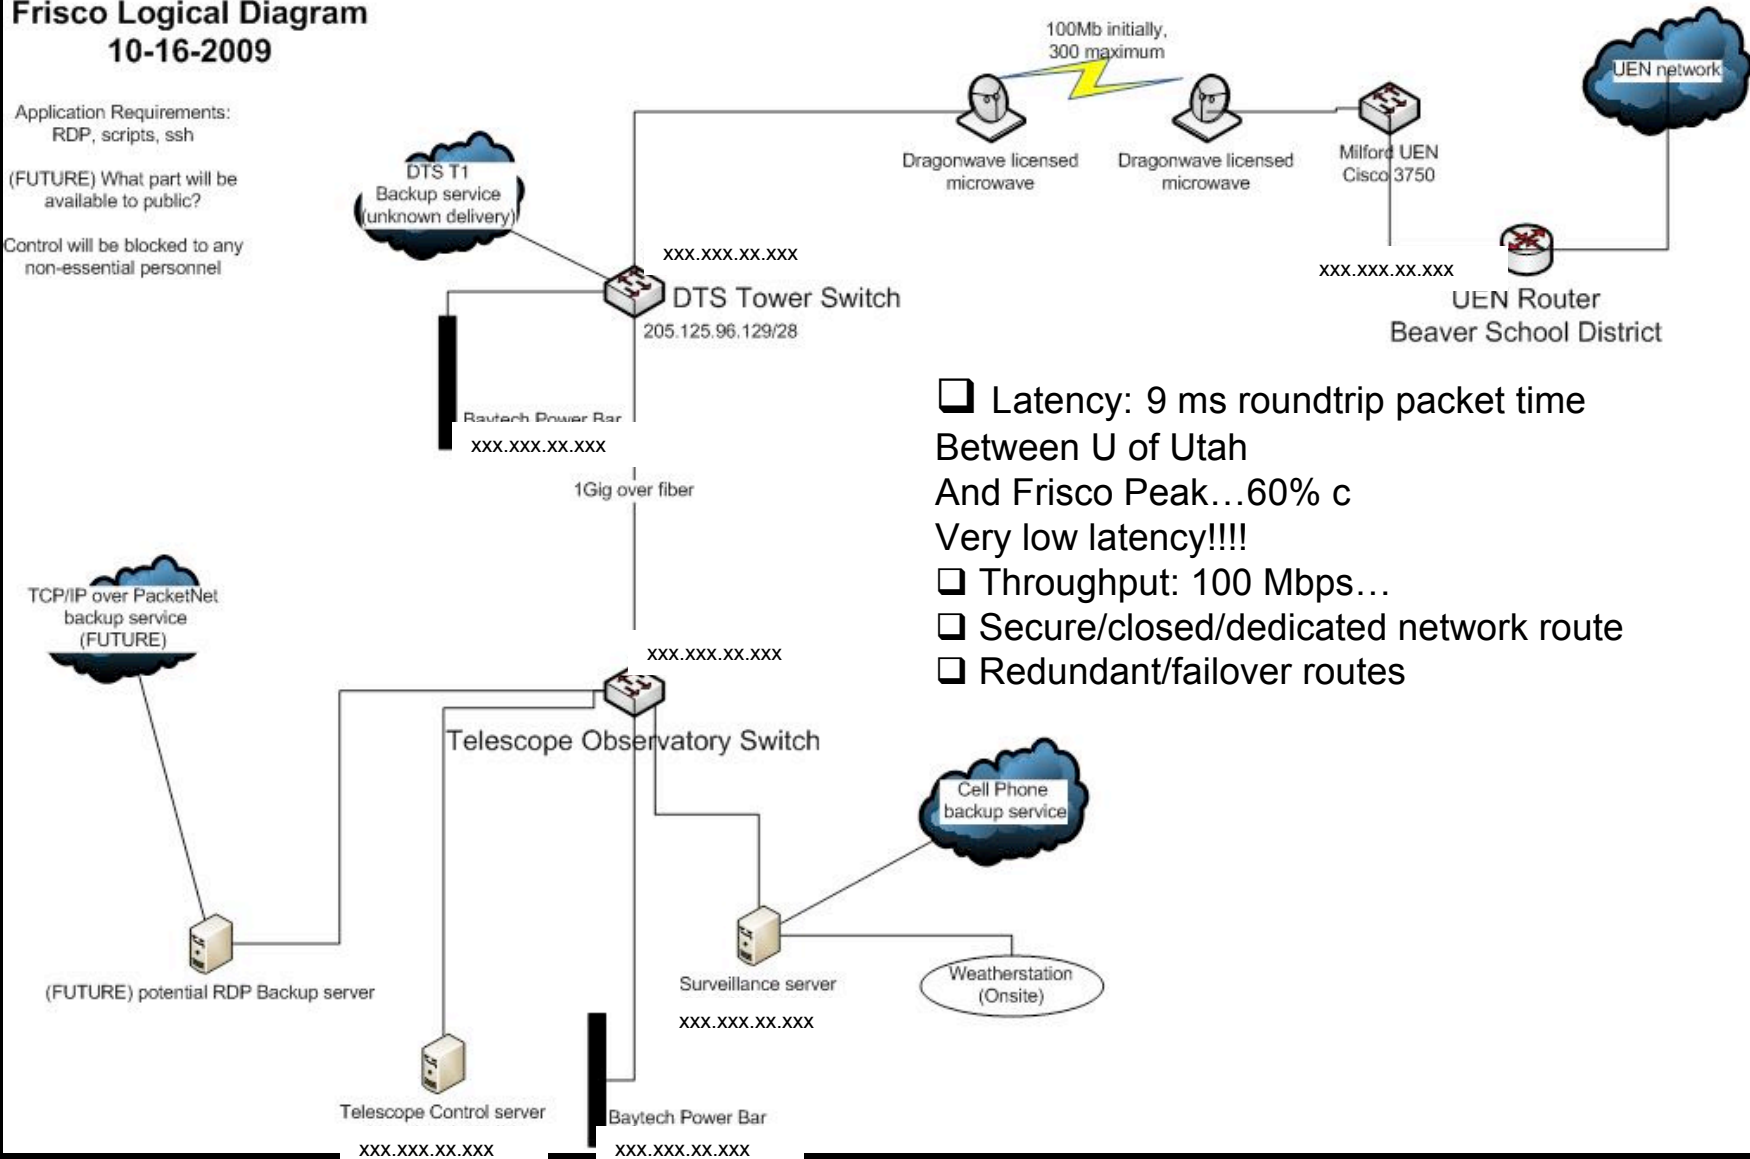 Frisco Logical Diagram
10-16-2009
Application Requirements:
RDP, scripts, ssh
(FUTURE) What part will be
available to public?
Control will be blocked to any
non-essential personnel
DTS T1
Backup service
(unknown delivery)
100Mb initially,
300 maximum
Dragonwave licensed
microwave
Dragonwave licensed
microwave
Milford UEN
Cisco 3750
UEN network
xxx.xxx.xx.xxx
UEN Router
Beaver School District
xxx.xxx.xx.xxx
DTS Tower Switch
205.125.96.129/28
Baytech Power Bar
xxx.xxx.xx.xxx
1Gig over fiber
❑ Latency: 9 ms roundtrip packet time
Between U of Utah
And Frisco Peak…60% c
Very low latency!!!!
❑ Throughput: 100 Mbps…
❑ Secure/closed/dedicated network route
❑ Redundant/failover routes
TCP/IP over PacketNet
backup service
(FUTURE)
xxx.xxx.xx.xxx
Telescope Observatory Switch
Cell Phone
backup service
(FUTURE) potential RDP Backup server
Surveillance server
xxx.xxx.xx.xxx
Weatherstation
(Onsite)
Telescope Control server
xxx.xxx.xx.xxx
Baytech Power Bar
xxx.xxx.xx.xxx